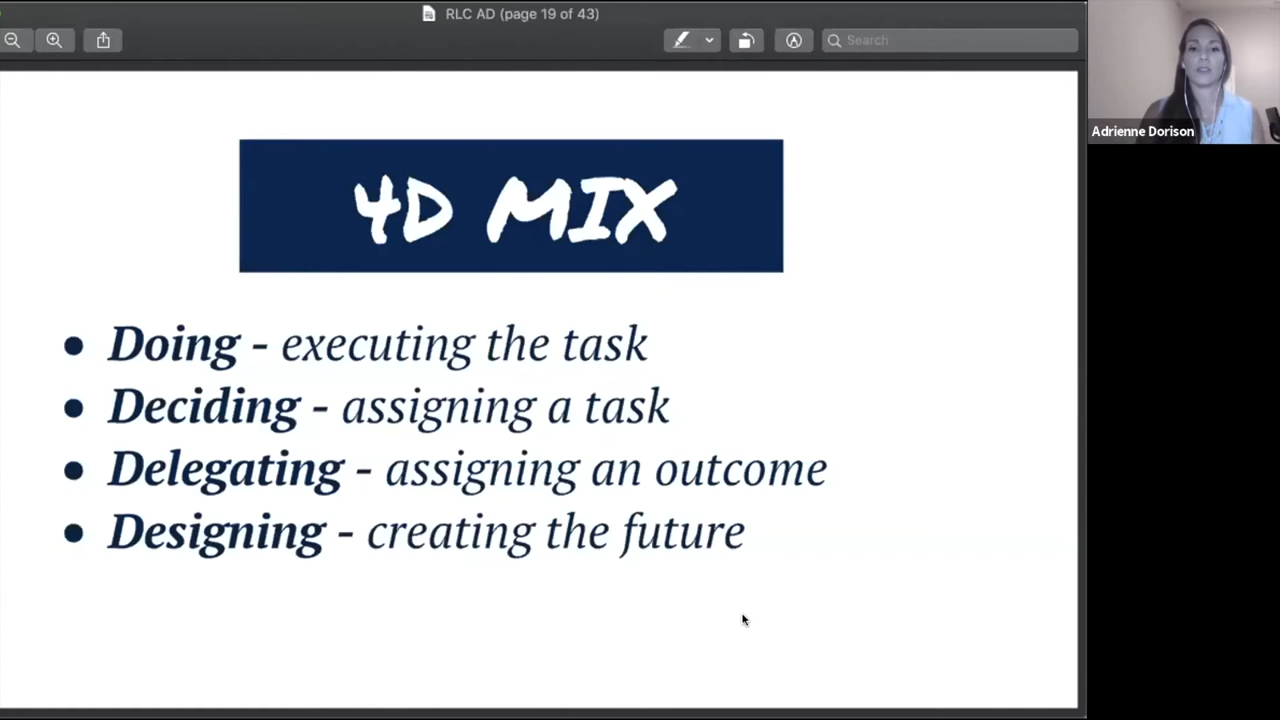 RLC AD (page 19 of 43)
Search
Adrienne Dorison
4D MIX
• Doing - executing the task
• Deciding - assigning a task
• Delegating - assigning an outcome
• Designing - creating the future